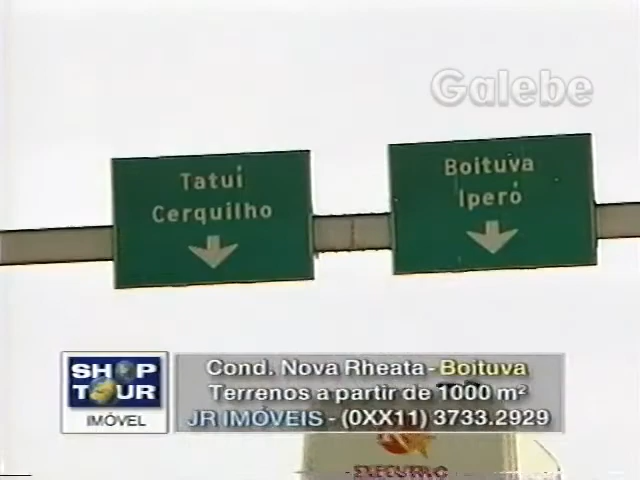 Galebe
Tatuí
Cerquilho
Boituva
Iperó
SHOP
TOUR
IMÓVEL
Cond. Nova Rheata - Boituva
Terrenos a partir de 1000 m²
JR IMÓVEIS - (0XX11) 3733.2929